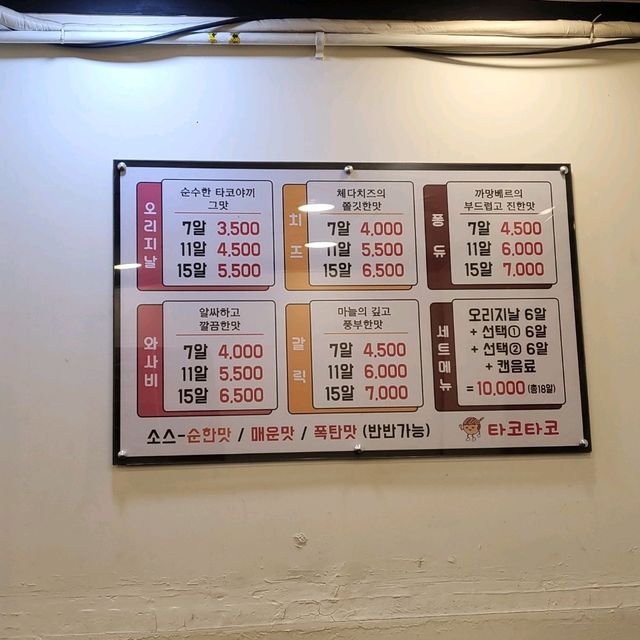 오리지날
순수한 타코야끼
그맛
7알 3,500
11알 4,500
15알 5,500
치즈
체다치즈의
쫄깃한맛
7알 4,000
11알 5,500
15알 6,500
퐁듀
까망베르의
부드럽고 진한맛
7알 4,500
11알 6,000
15알 7,000
와사비
알싸하고
깔끔한맛
7알 4,000
11알 5,500
15알 6,500
갈릭
마늘의 깊고
풍부한맛
7알 4,500
11알 6,000
15알 7,000
세트메뉴
오리지날 6알
+ 선택① 6알
+ 선택② 6알
+ 캔음료
= 10,000 (총18알)
소스-순한맛 / 매운맛 / 폭탄맛 (반반가능)
타코타코